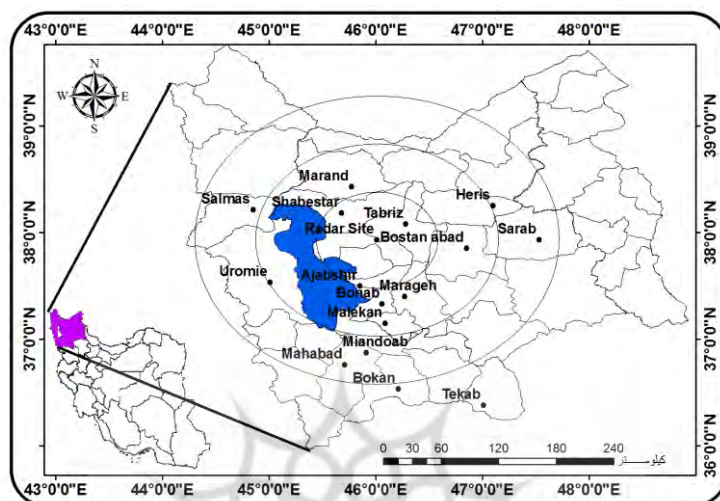 43°0'0"E 44°0'0"E 45°0'0"E 46°0'0"E 47°0'0"E 48°0'0"E
N
W E
S
39°0'0"N
39°0'0"N
Marand
Salmas
Shabestar
Heris
Tabriz
Sarab
38°0'0"N
Radar Site
38°0'0"N
Bostan abad
Uromie
Ajabshir
Marageh
Bonab
Malekan
37°0'0"N
37°0'0"N
Miandoab
Mahabad
Bokan
Tekab
36°0'0"N
36°0'0"N
0 30 60 120 180 240
کیلومتر
43°0'0"E 44°0'0"E 45°0'0"E 46°0'0"E 47°0'0"E 48°0'0"E